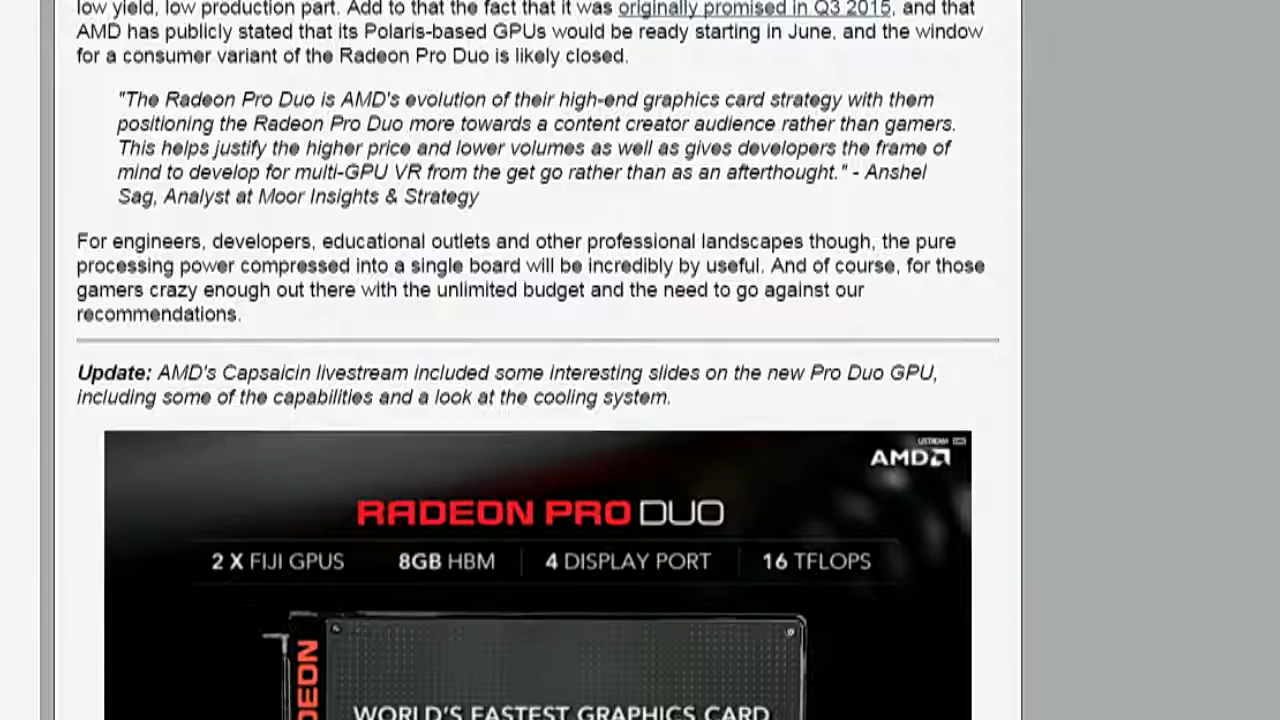 low yield, low production part. Add to that the fact that it was originally promised in Q3 2015, and that
AMD has publicly stated that its Polaris-based GPUs would be ready starting in June, and the window
for a consumer variant of the Radeon Pro Duo is likely closed.
"The Radeon Pro Duo is AMD's evolution of their high-end graphics card strategy with them
positioning the Radeon Pro Duo more towards a content creator audience rather than gamers.
This helps justify the higher price and lower volumes as well as gives developers the frame of
mind to develop for multi-GPU VR from the get go rather than as an afterthought." - Anshel
Sag, Analyst at Moor Insights & Strategy
For engineers, developers, educational outlets and other professional landscapes though, the pure
processing power compressed into a single board will be incredibly by useful. And of course, for those
gamers crazy enough out there with the unlimited budget and the need to go against our
recommendations.
Update: AMD's Capsaicin livestream included some interesting slides on the new Pro Duo GPU,
including some of the capabilities and a look at the cooling system.
USTREAM
AMD
RADEON PRO DUO
2 X FIJI GPUS 8GB HBM 4 DISPLAY PORT 16 TFLOPS
DEON
WORLD'S FASTEST GRAPHICS CARD